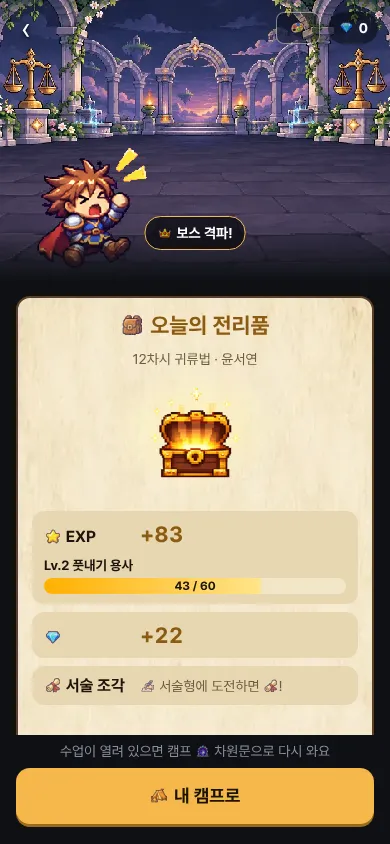 0
보스 격파!
오늘의 전리품
12차시 귀류법 · 윤서연
EXP +83
Lv.2 풋내기 용사
43 / 60
+22
서술 조각 서술형에 도전하면 !
수업이 열려 있으면 캠프 차원문으로 다시 와요
내 캠프로